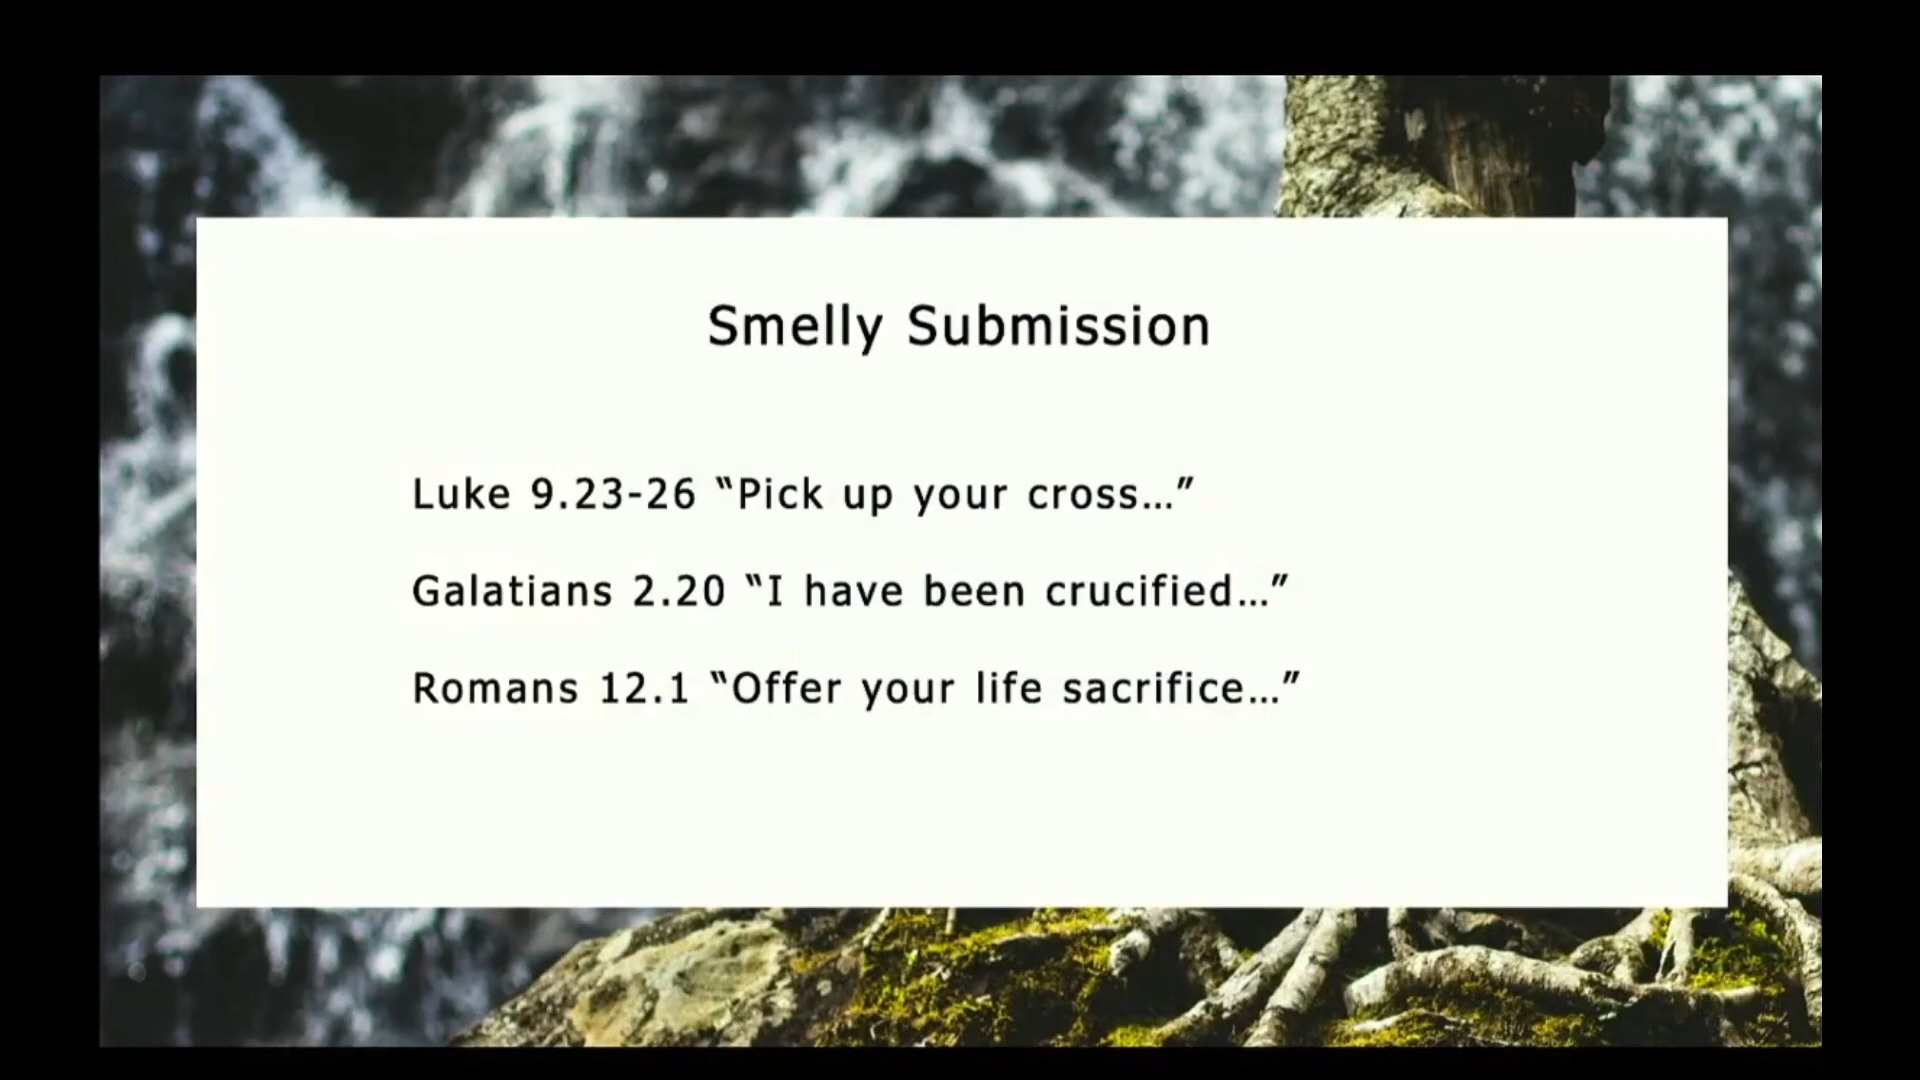 Smelly Submission
Luke 9.23-26 “Pick up your cross…”
Galatians 2.20 “I have been crucified…”
Romans 12.1 “Offer your life sacrifice…”